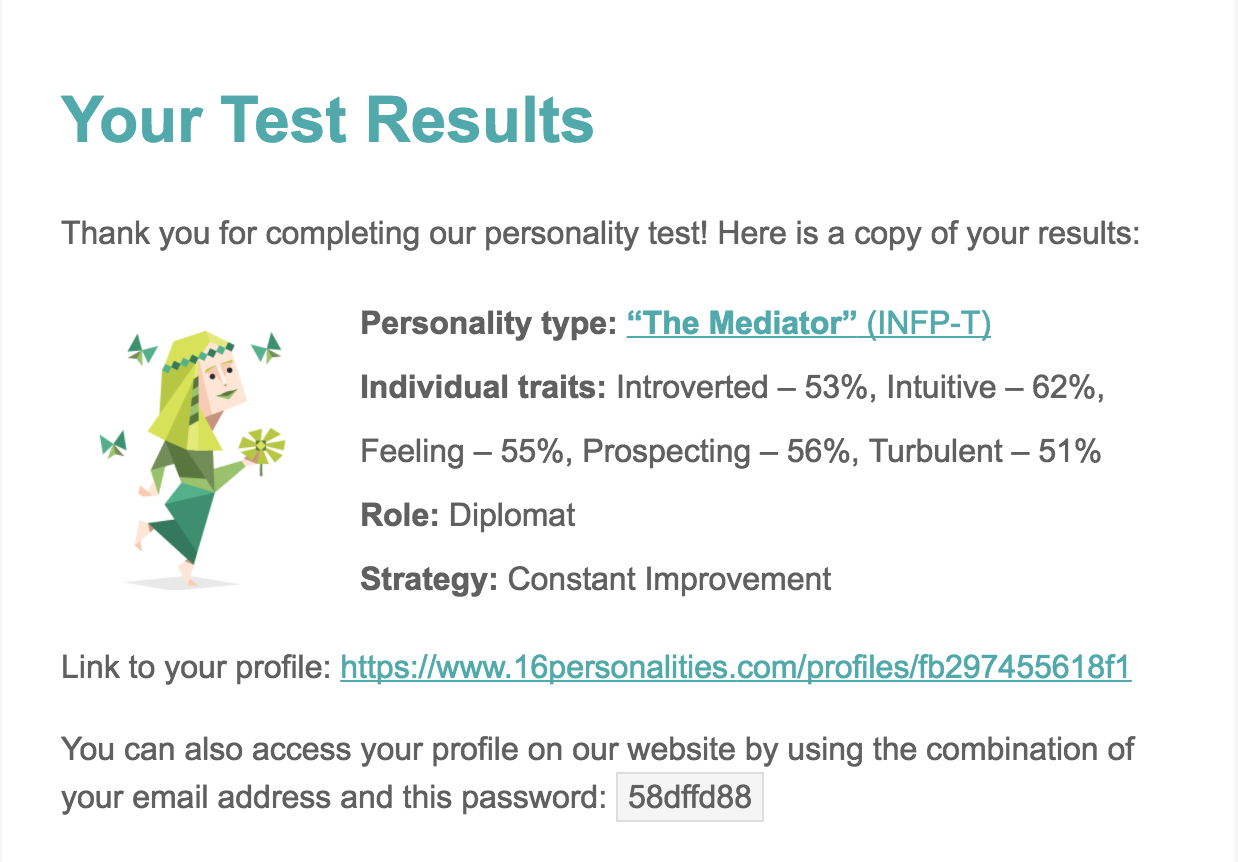 Your Test Results
Thank you for completing our personality test! Here is a copy of your results:
Personality type: “The Mediator” (INFP-T)
Individual traits: Introverted – 53%, Intuitive – 62%,
Feeling – 55%, Prospecting – 56%, Turbulent – 51%
Role: Diplomat
Strategy: Constant Improvement
Link to your profile: https://www.16personalities.com/profiles/fb297455618f1
You can also access your profile on our website by using the combination of
your email address and this password: 58dffd88